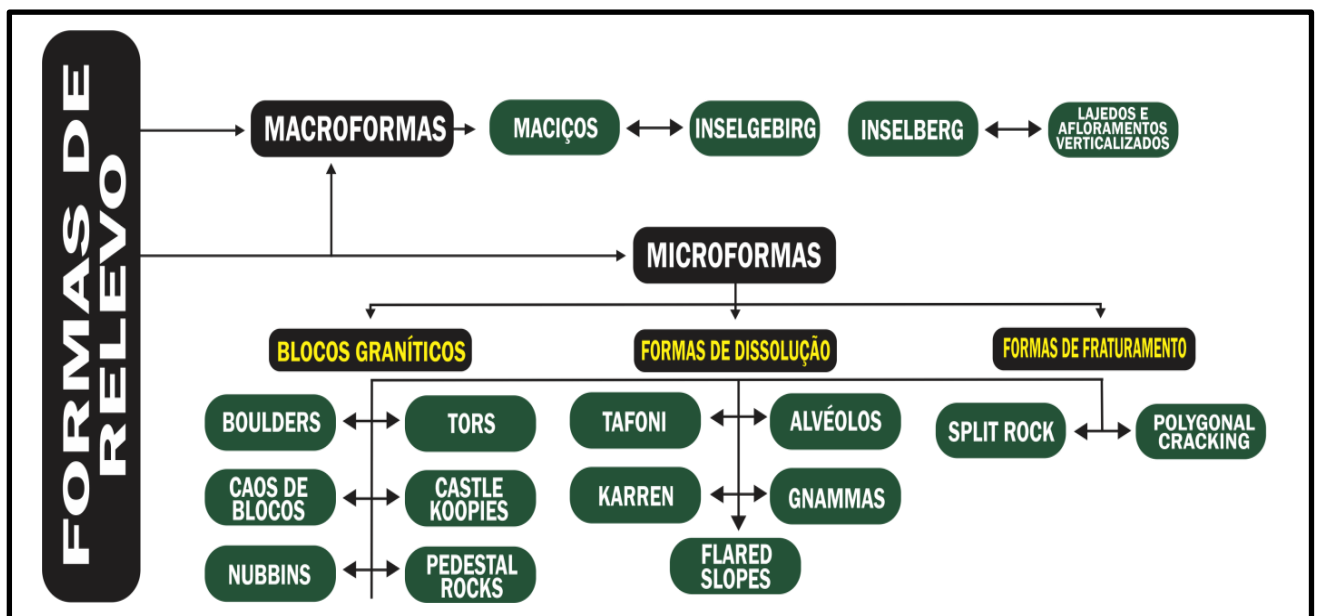 FORMAS DE
RELEVO
MACROFORMAS
MACIÇOS
INSELGEBIRG
INSELBERG
LAJEDOS E
AFLORAMENTOS
VERTICALIZADOS
MICROFORMAS
BLOCOS GRANÍTICOS
FORMAS DE DISSOLUÇÃO
FORMAS DE FRATURAMENTO
BOULDERS
TORS
CAOS DE
BLOCOS
CASTLE
KOOPIES
NUBBINS
PEDESTAL
ROCKS
TAFONI
ALVÉOLOS
KARREN
GNAMMAS
FLARED
SLOPES
SPLIT ROCK
POLYGONAL
CRACKING